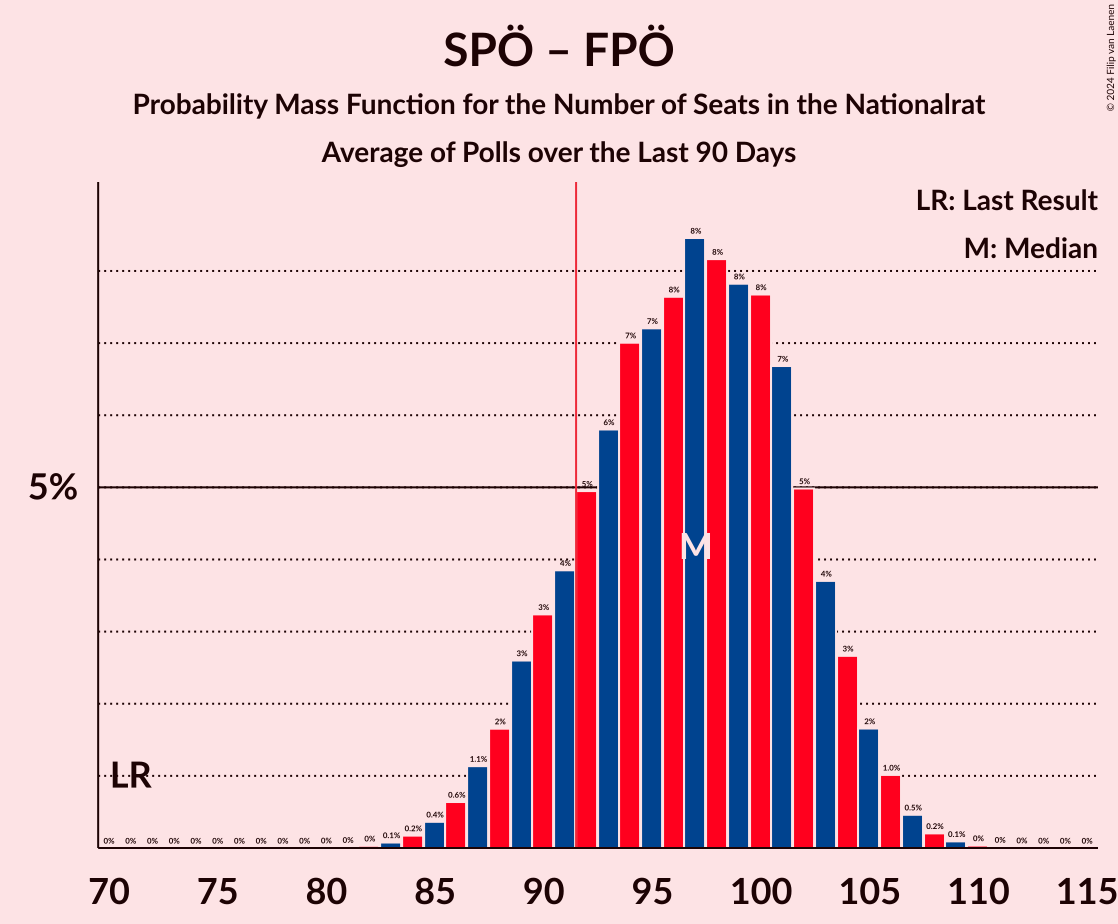 SPÖ – FPÖ
Probability Mass Function for the Number of Seats in the Nationalrat
Average of Polls over the Last 90 Days
© 2024 Filip van Laenen
LR: Last Result
M: Median
5%
LR
M
0% 0% 0% 0% 0% 0% 0% 0% 0% 0% 0% 0% 0% 0.1% 0.2% 0.4% 0.6% 1.1% 2% 3% 3% 4% 5% 6% 7% 7% 8% 8% 8% 8% 8% 7% 5% 4% 3% 2% 1.0% 0.5% 0.2% 0.1% 0% 0% 0% 0% 0% 0%
70 75 80 85 90 95 100 105 110 115